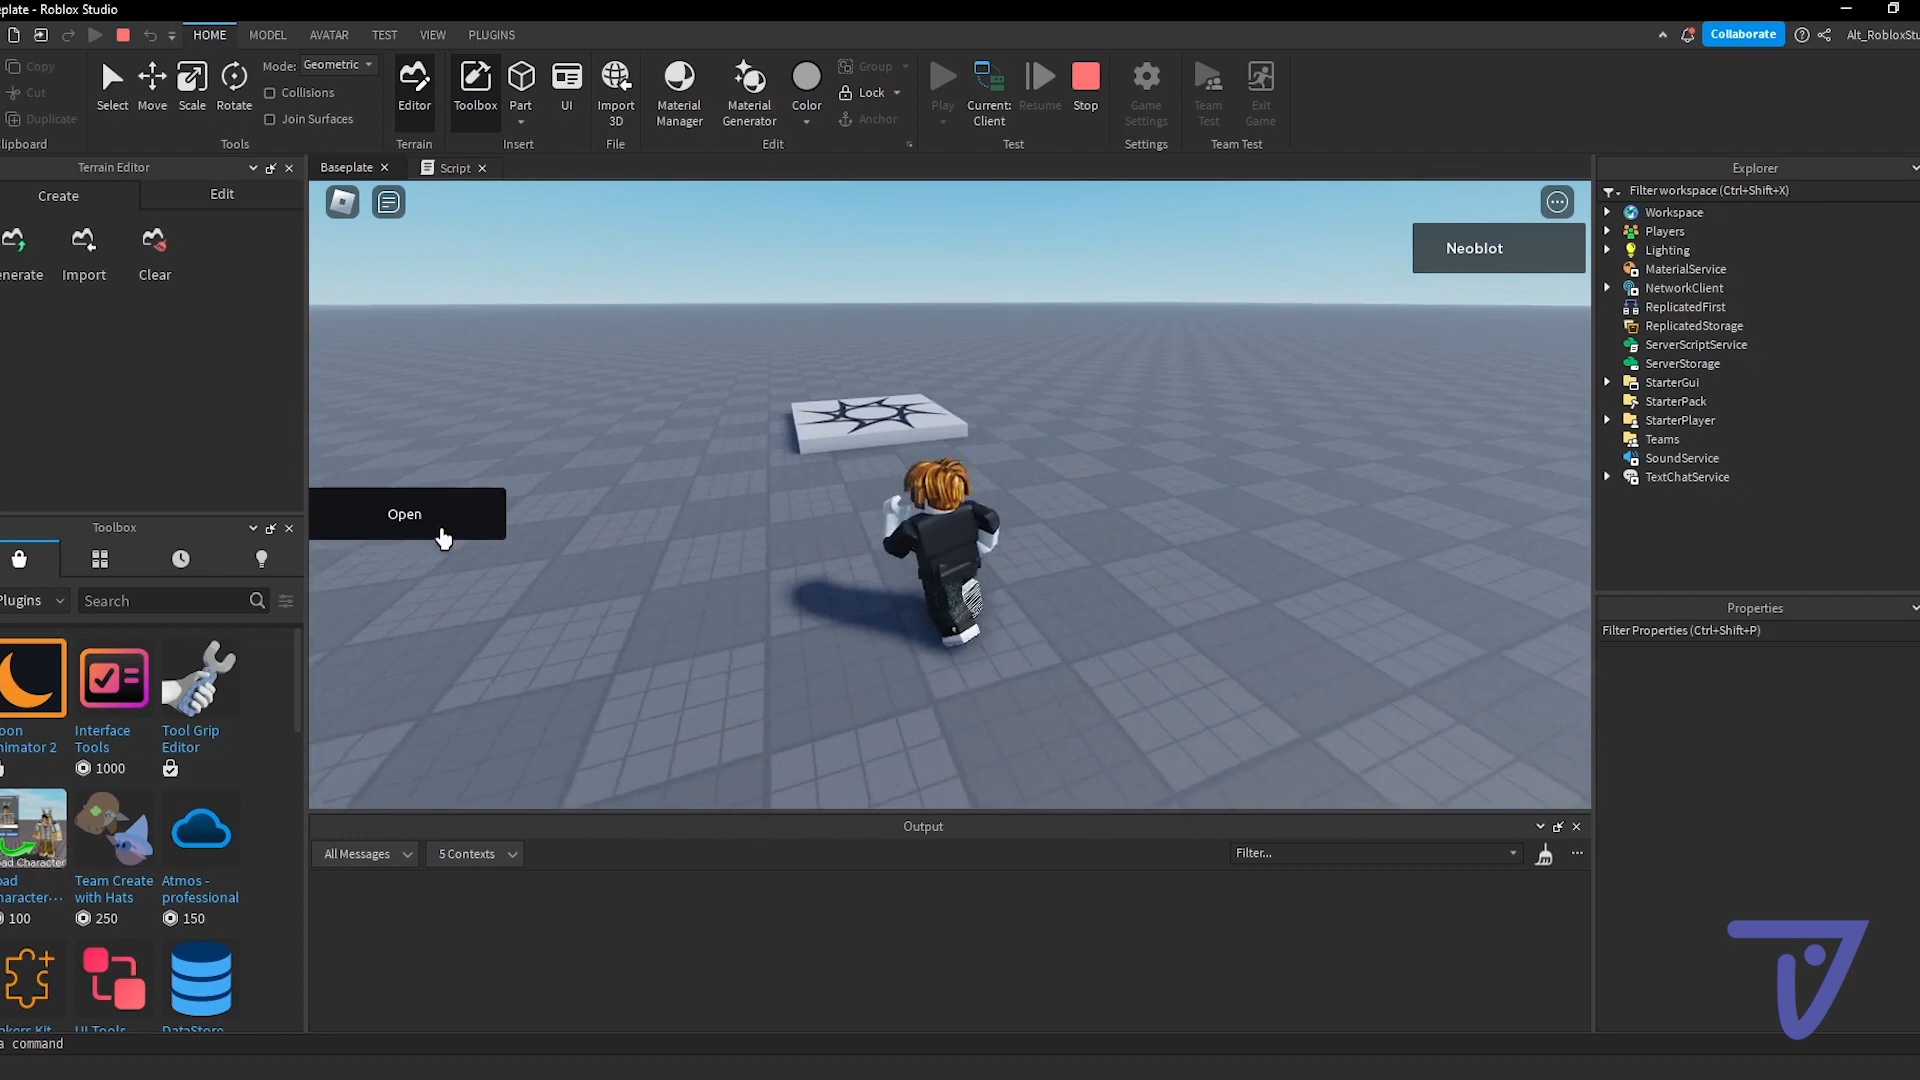 plate - Roblox Studio
HOME
MODEL
AVATAR
TEST
VIEW
PLUGINS
Collaborate
Alt_RobloxStu
Copy
Cut
Duplicate
lipboard
Select
Move
Scale
Rotate
Mode: Geometric
Collisions
Join Surfaces
Tools
Editor
Terrain
Toolbox
Part
UI
Insert
Import
3D
File
Material
Manager
Material
Generator
Color
Group
Lock
Anchor
Edit
Play
Current:
Client
Resume
Stop
Test
Game
Settings
Settings
Team
Test
Exit
Game
Team Test
Terrain Editor
Create
Edit
enerate
Import
Clear
Baseplate
Script
Neoblot
Open
Explorer
Filter workspace (Ctrl+Shift+X)
Workspace
Players
Lighting
MaterialService
NetworkClient
ReplicatedFirst
ReplicatedStorage
ServerScriptService
ServerStorage
StarterGui
StarterPack
StarterPlayer
Teams
SoundService
TextChatService
Properties
Filter Properties (Ctrl+Shift+P)
Toolbox
Plugins
Search
oon
nimator 2
Interface
Tools
1000
Tool Grip
Editor
ad Character
oad
haracter...
100
Team Create
with Hats
250
Atmos -
professional
150
UI Tools
DataStore
Output
All Messages
5 Contexts
Filter...
a command